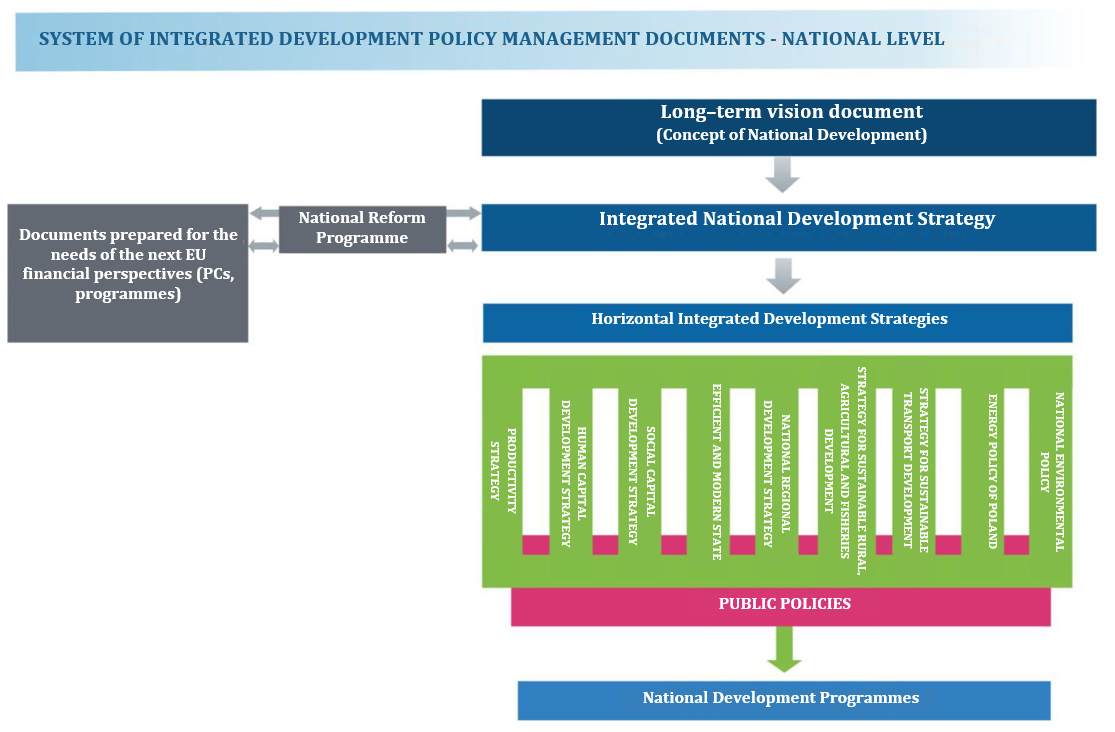 SYSTEM OF INTEGRATED DEVELOPMENT POLICY MANAGEMENT DOCUMENTS - NATIONAL LEVEL
Long–term vision document
(Concept of National Development)
Documents prepared for the
needs of the next EU
financial perspectives (PCs,
programmes)
National Reform
Programme
Integrated National Development Strategy
Horizontal Integrated Development Strategies
PRODUCTIVITY
STRATEGY
HUMAN CAPITAL
DEVELOPMENT STRATEGY
SOCIAL CAPITAL
DEVELOPMENT STRATEGY
EFFICIENT AND MODERN STATE
NATIONAL REGIONAL
DEVELOPMENT STRATEGY
STRATEGY FOR SUSTAINABLE RURAL,
AGRICULTURAL AND FISHERIES
DEVELOPMENT
STRATEGY FOR SUSTAINABLE
TRANSPORT DEVELOPMENT
ENERGY POLICY OF POLAND
NATIONAL ENVIRONMENTAL
POLICY
PUBLIC POLICIES
National Development Programmes